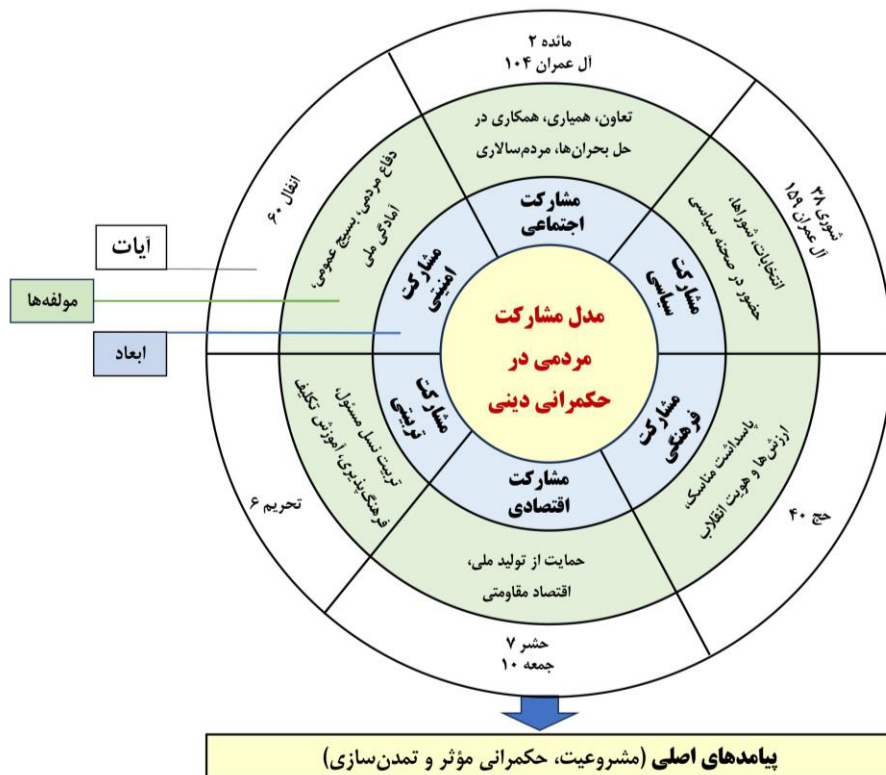 مائده ۲
آل عمران ۱۰۴
تعاون، همیاری، همکاری در
حل بحران‌ها، مردم‌سالاری
مشارکت
اجتماعی
شوری ۳۸
آل عمران ۱۵۹
انتخابات، شوراها،
حضور در صحنه سیاسی
مشارکت
سیاسی
حج ۴۰
پاسداشت مناسک،
ارزش‌ها و هویت انقلاب
مشارکت
فرهنگی
مشارکت
اقتصادی
حمایت از تولید ملی،
اقتصاد مقاومتی
حشر ۷
جمعه ۱۰
تحریم ۶
تربیت نسل مسئول،
فرهنگ‌پذیری، آموزش تکلیف
مشارکت
تربیتی
انفال ۶۰
دفاع مردمی، بسیج عمومی،
آمادگی ملی
مشارکت
امنیتی
مدل مشارکت
مردمی در
حکمرانی دینی
آیات
مولفه‌ها
ابعاد
پیامدهای اصلی (مشروعیت، حکمرانی مؤثر و تمدن‌سازی)